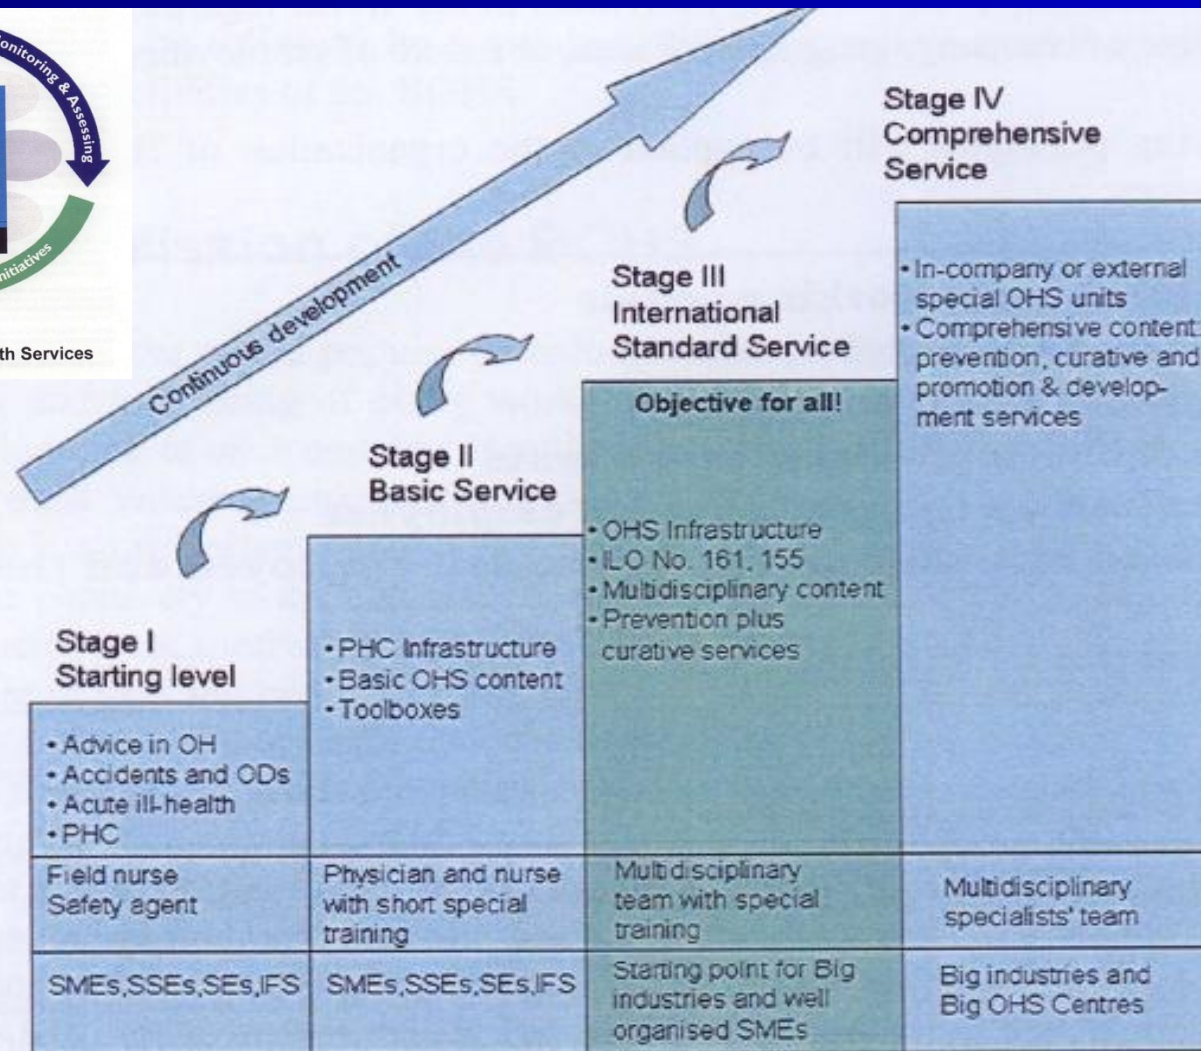 Monitoring & Assessing
Initiatives
th Services
Continuous development
Stage I
Starting level
• Advice in OH
• Accidents and ODs
• Acute ill-health
• PHC
Field nurse
Safety agent
SMEs,SSEs,SEs,IFS
Stage II
Basic Service
• PHC Infrastructure
• Basic OHS content
• Toolboxes
Physician and nurse
with short special
training
SMEs,SSEs,SEs,IFS
Stage III
International
Standard Service
Objective for all!
• OHS Infrastructure
• ILO No. 161, 155
• Multidisciplinary content
• Prevention plus
curative services
Multidisciplinary
team with special
training
Starting point for Big
industries and well
organised SMEs
Stage IV
Comprehensive
Service
• In-company or external
special OHS units
• Comprehensive content
prevention, curative and
promotion & develop-
ment services
Multidisciplinary
specialists' team
Big industries and
Big OHS Centres